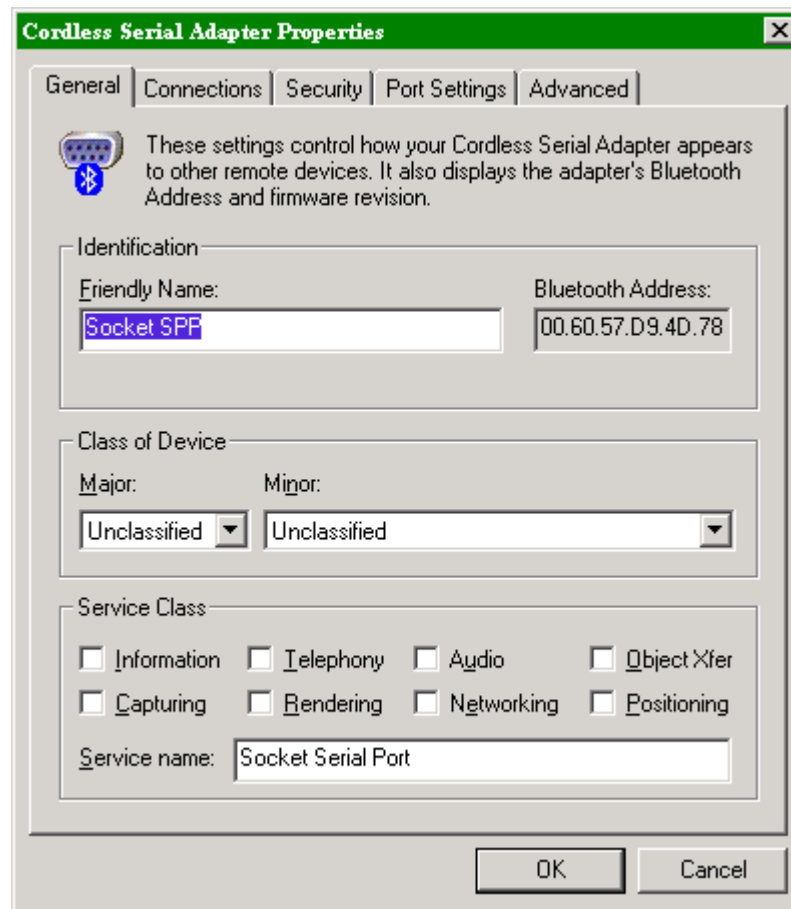 Cordless Serial Adapter Properties
General Connections Security Port Settings Advanced
These settings control how your Cordless Serial Adapter appears
to other remote devices. It also displays the adapter's Bluetooth
Address and firmware revision.
Identification
Friendly Name: Bluetooth Address:
Socket SPP 00.60.57.D9.4D.78
Class of Device
Major: Minor:
Unclassified Unclassified
Service Class
Information Telephony Audio Object Xfer
Capturing Rendering Networking Positioning
Service name: Socket Serial Port
OK Cancel